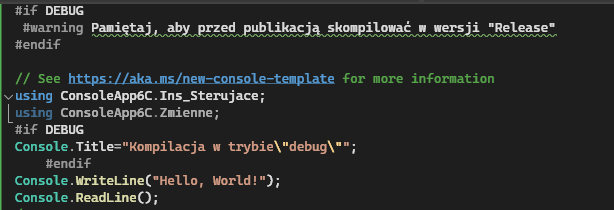 #if DEBUG
#warning Pamiętaj, aby przed publikacją skompilować w wersji "Release"
#endif
// See https://aka.ms/new-console-template for more information
using ConsoleApp6C.Ins_Sterujace;
using ConsoleApp6C.Zmienne;
#if DEBUG
Console.Title="Kompilacja w trybie\"debug\"";
#endif
Console.WriteLine("Hello, World!");
Console.ReadLine();